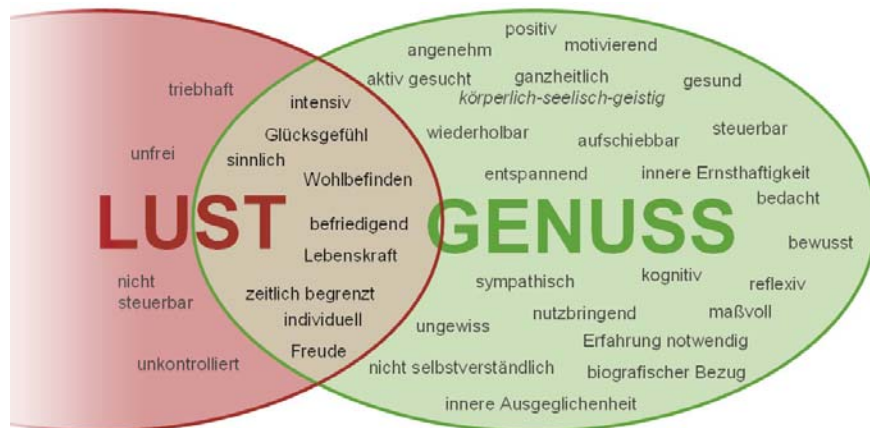 LUST
triebhaft
unfrei
nicht
steuerbar
unkontrolliert
intensiv
Glücksgefühl
sinnlich
Wohlbefinden
befriedigend
Lebenskraft
zeitlich begrenzt
individuell
Freude
GENUSS
positiv
angenehm
motivierend
aktiv gesucht
ganzheitlich
gesund
körperlich-seelisch-geistig
wiederholbar
aufschiebbar
steuerbar
entspannend
innere Ernsthaftigkeit
bedacht
bewusst
sympathisch
kognitiv
reflexiv
nutzbringend
maßvoll
ungewiss
Erfahrung notwendig
nicht selbstverständlich
biografischer Bezug
innere Ausgeglichenheit